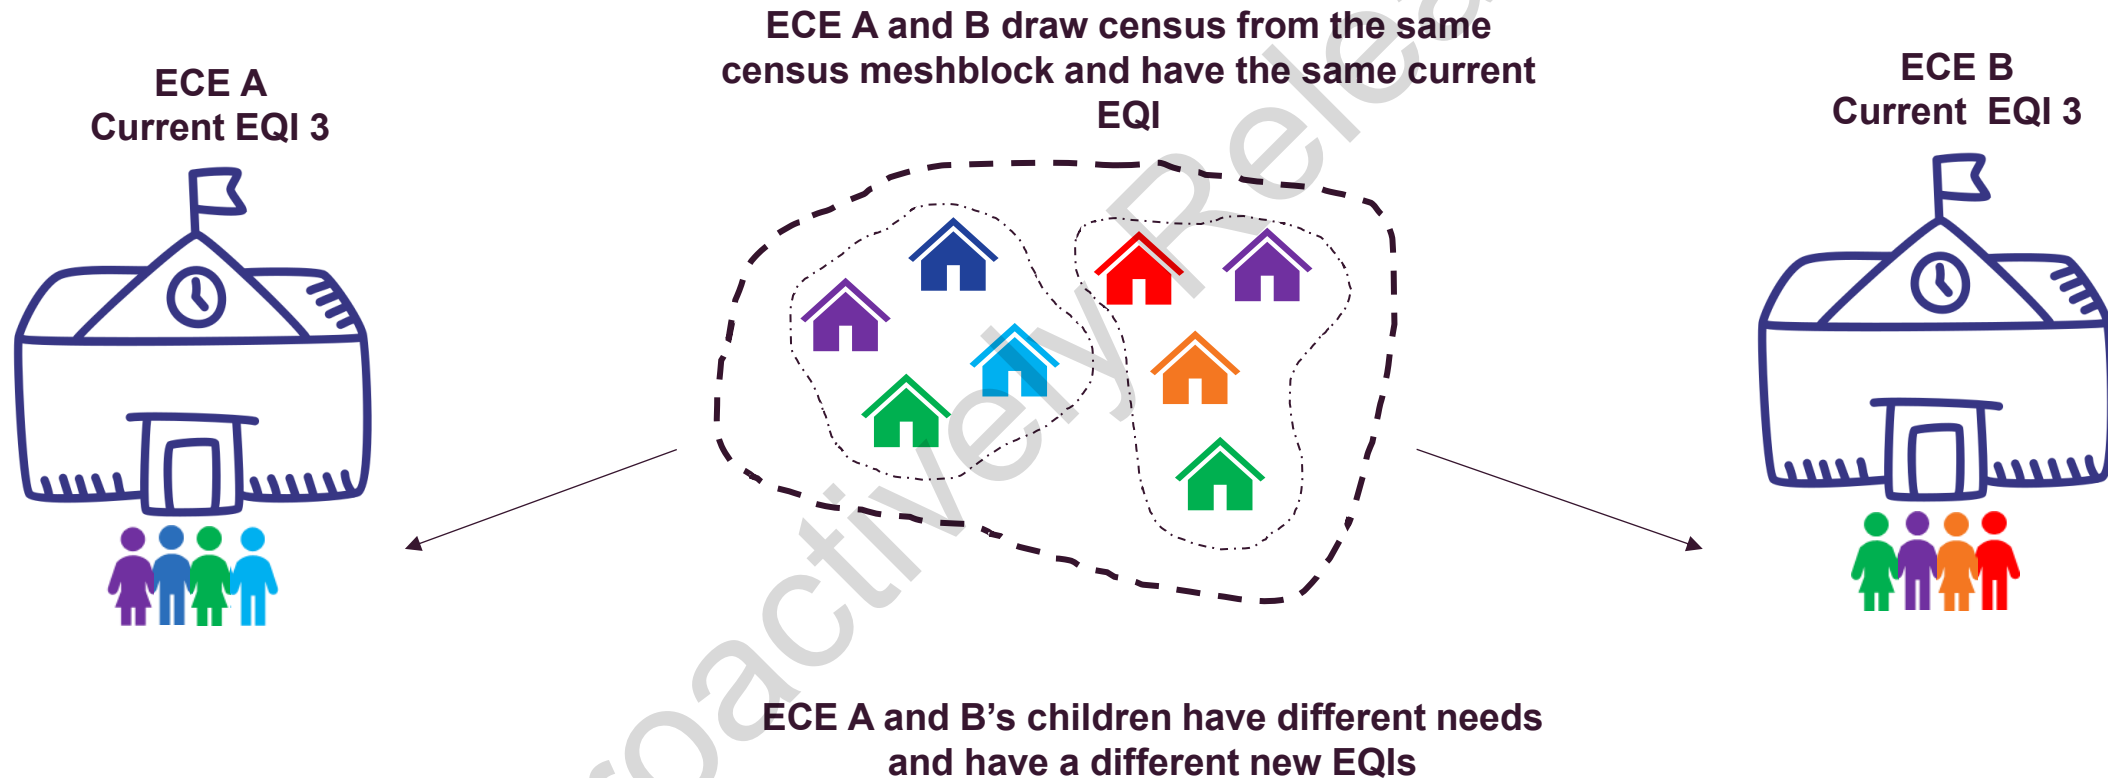 ECE A and B draw census from the same
census meshblock and have the same current
EQI
ECE A
Current EQI 3
ECE B
Current EQI 3
ECE A and B's children have different needs
and have a different new EQIs